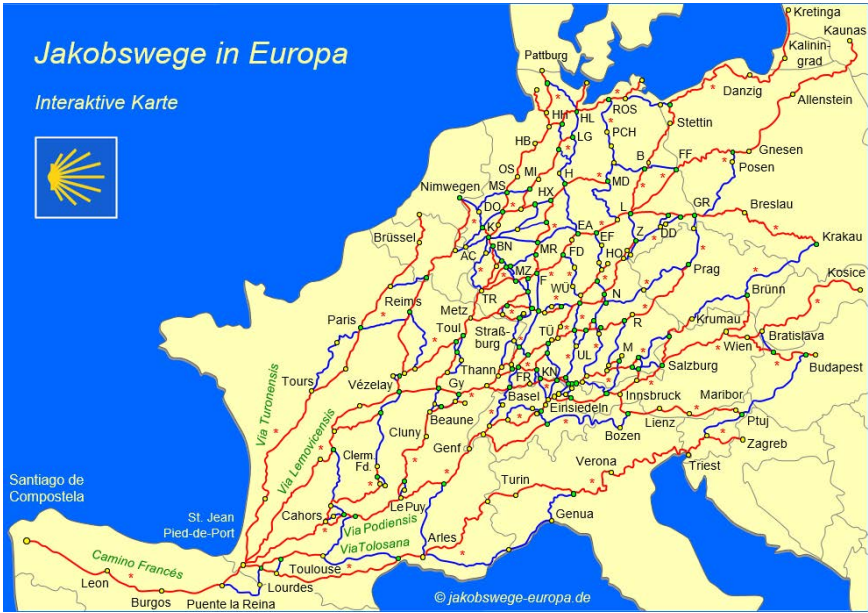 Jakobswege in Europa
Interaktive Karte
Kretinga
Kaunas
Kalinin-
grad
Pattburg
Danzig
Allenstein
HH
HL
ROS
LG
PCH
Stettin
HB
OS
MI
H
B
FF
Gnesen
Posen
Nimwegen
MS
DO
HX
MD
L
GR
Breslau
Brüssel
K
BN
AC
EA
EF
Z
DD
Krakau
MR
FD
HO
Kosice
MZ
F
WÜ
Prag
Brünn
TR
Reims
Metz
N
Paris
Toul
Straß-
burg
TÜ
R
Krumau
Bratislava
UL
M
Wien
Budapest
Tours
Thann
FR
KN
Salzburg
Vézelay
Gy
Basel
Einsiedeln
Innsbruck
Maribor
Beaune
Lienz
Ptuj
Via Turonensis
Via Lemovicensis
Cluny
Genf
Bozen
Zagreb
Clerm.
Fd.
Verona
Triest
Santiago de
Compostela
Turin
Le Puy
St. Jean
Pied-de-Port
Cahors
Via Podiensis
Genua
Via Tolosana
Arles
Camino Francés
Toulouse
Leon
Lourdes
Burgos
Puente la Reina
© jakobswege-europa.de